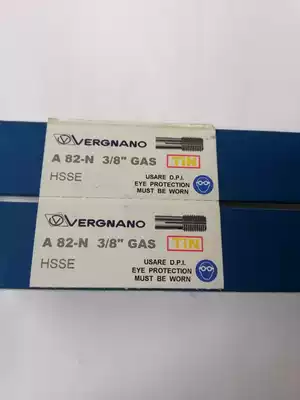 VERGNANO
A 82-N 3/8" GAS TiN
HSSE
USARE D.P.I.
EYE PROTECTION
MUST BE WORN
VERGNANO
A 82-N 3/8" GAS TiN
HSSE
USARE D.P.I.
EYE PROTECTION
MUST BE WORN